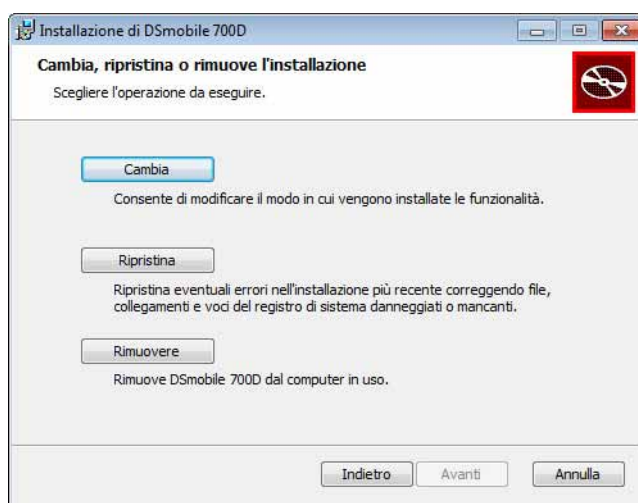 Installazione di DSmobile 700D
Cambia, ripristina o rimuove l'installazione
Scegliere l'operazione da eseguire.
Cambia
Consente di modificare il modo in cui vengono installate le funzionalità.
Ripristina
Ripristina eventuali errori nell'installazione più recente correggendo file,
collegamenti e voci del registro di sistema danneggiati o mancanti.
Rimuovere
Rimuove DSmobile 700D dal computer in uso.
Indietro
Avanti
Annulla